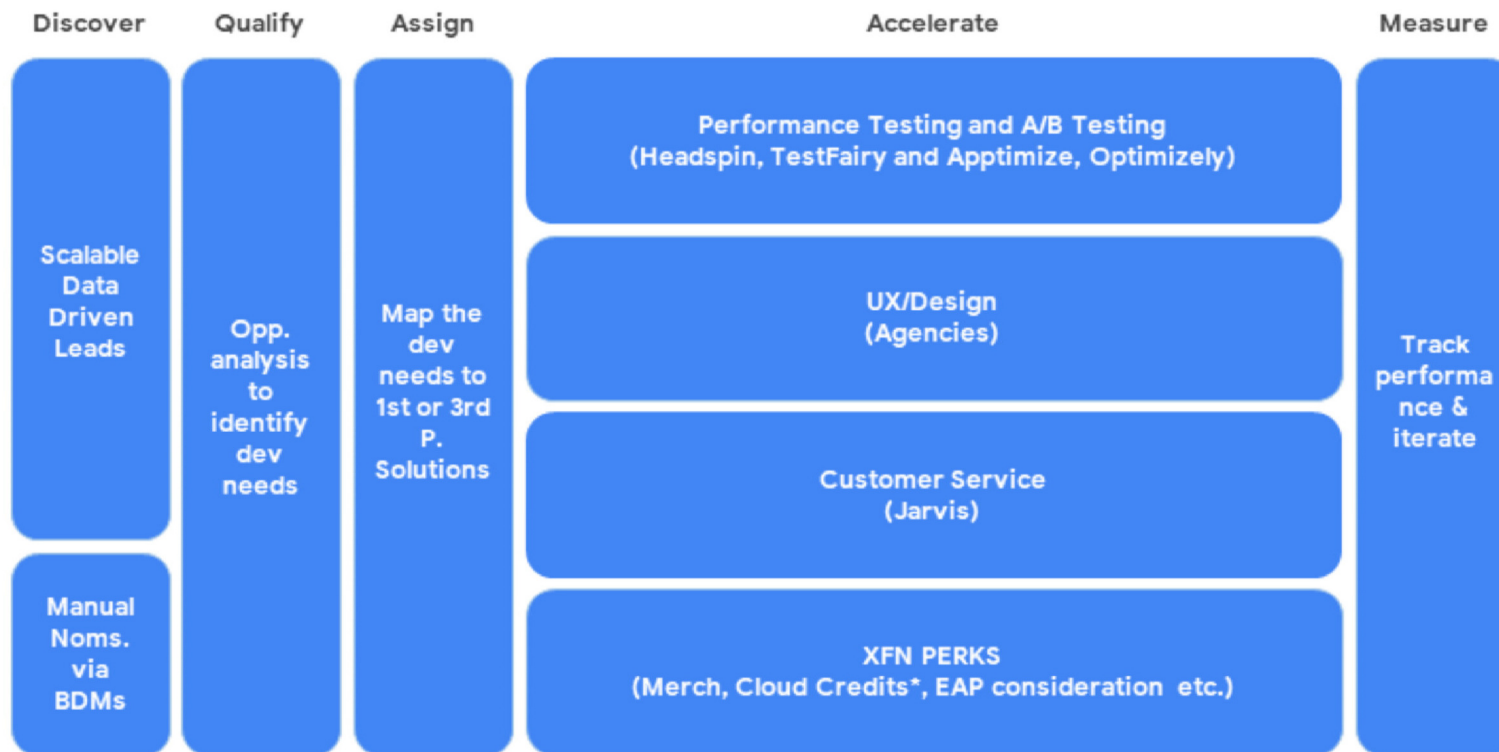 Discover
Qualify
Assign
Accelerate
Measure
Scalable
Data
Driven
Leads
Manual
Noms.
via
BDMs
Opp.
analysis
to
identify
dev
needs
Map the
dev
needs to
1st or 3rd
P.
Solutions
Performance Testing and A/B Testing
(Headspin, TestFairy and Apptimize, Optimizely)
UX/Design
(Agencies)
Customer Service
(Jarvis)
XFN PERKS
(Merch, Cloud Credits*, EAP consideration etc.)
Track
performa
nce &
iterate